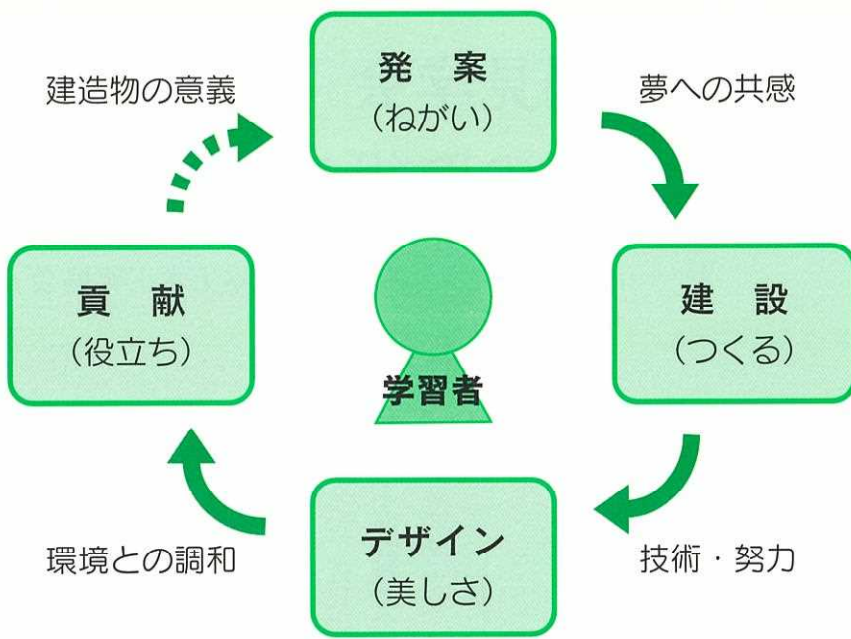 発 案
(ねがい)
夢への共感
建 設
(つくる)
技術・努力
デザイン
(美しさ)
環境との調和
貢 献
(役立ち)
建造物の意義
学習者